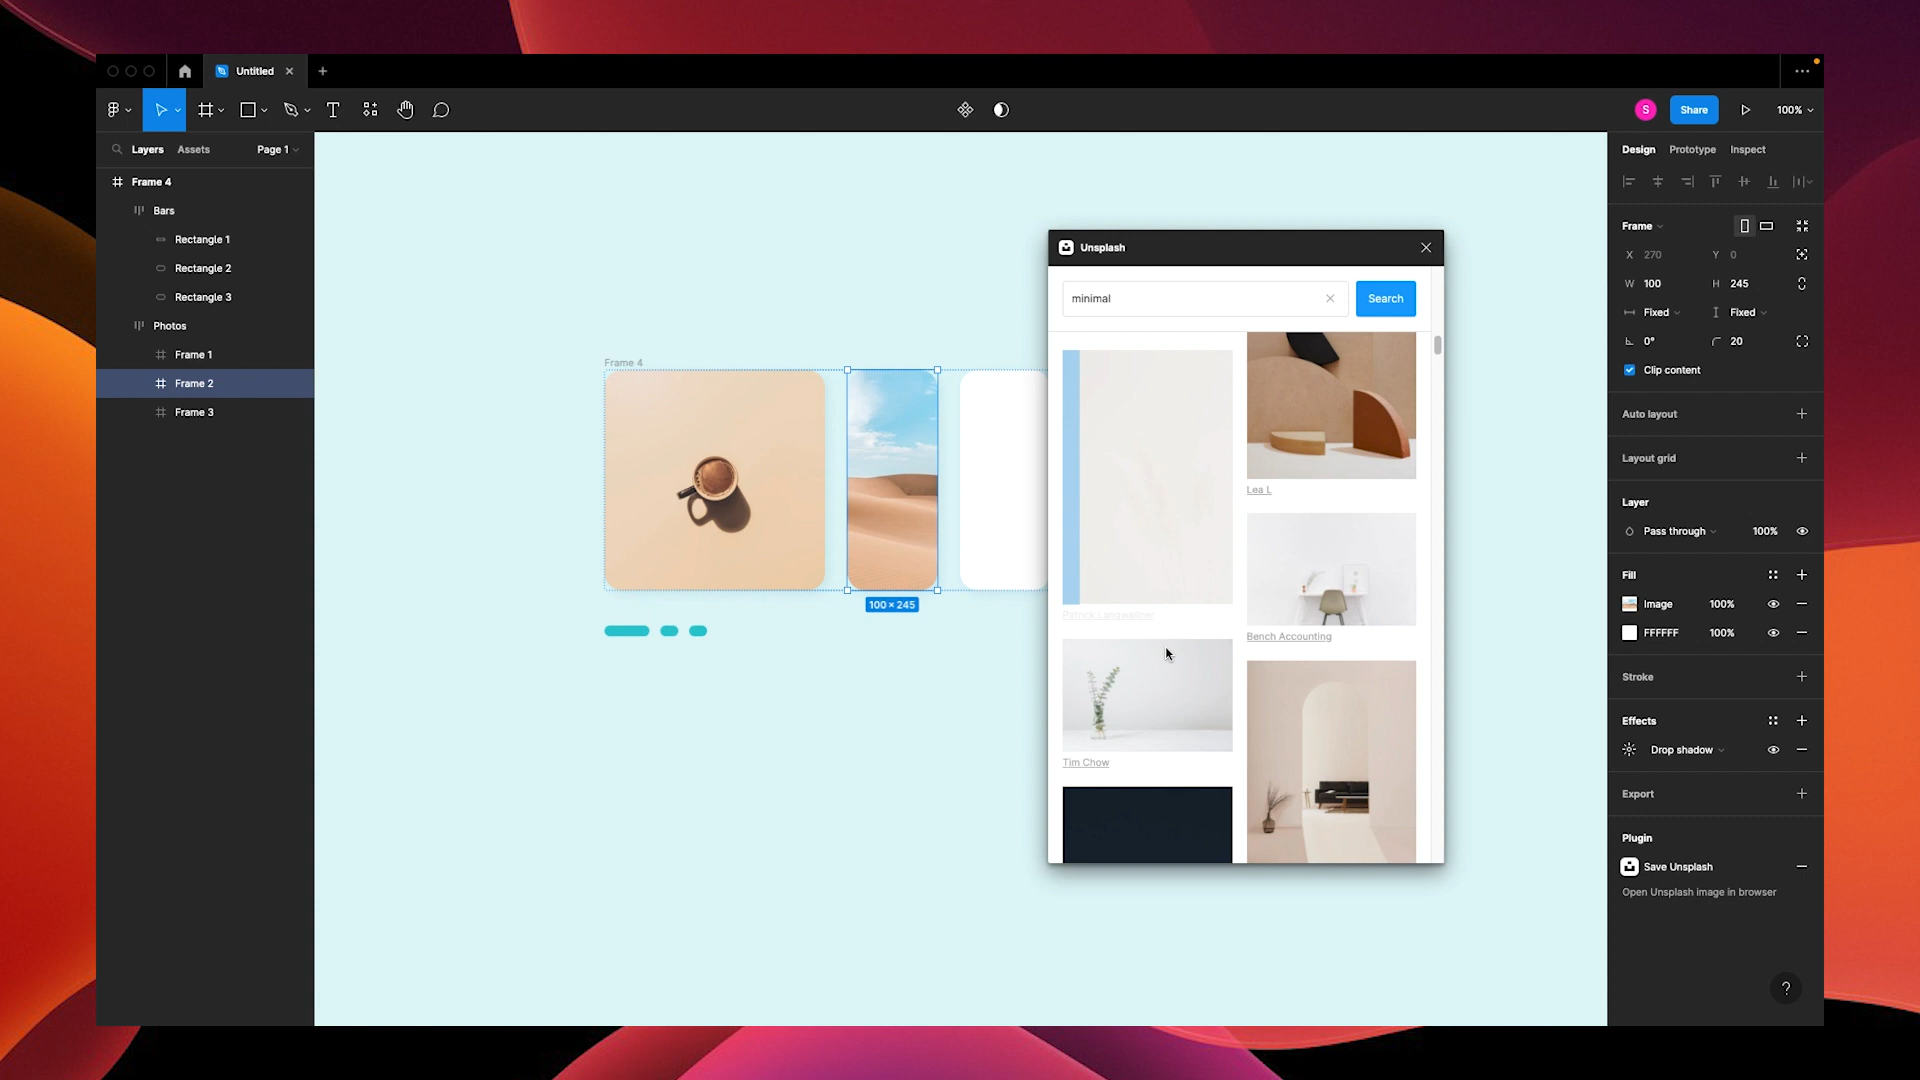 Untitled
S
Share
100%
Layers
Assets
Page 1
Frame 4
Bars
Rectangle 1
Rectangle 2
Rectangle 3
Photos
Frame 1
Frame 2
Frame 3
Frame 4
100 × 245
Unsplash
minimal
Search
Lea L
Patrick Langwallner
Bench Accounting
Tim Chow
Design
Prototype
Inspect
Frame
X 270
Y 0
W 100
H 245
Fixed
Fixed
0°
20
Clip content
Auto layout
Layout grid
Layer
Pass through
100%
Fill
Image
100%
FFFFFF
100%
Stroke
Effects
Drop shadow
Export
Plugin
Save Unsplash
Open Unsplash image in browser
?